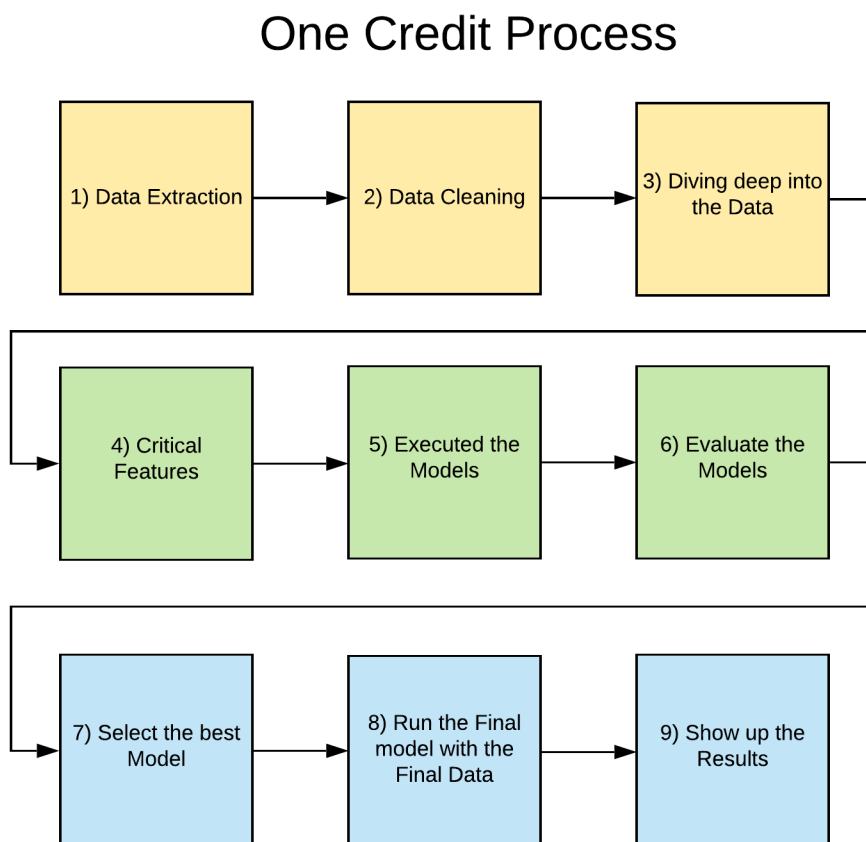 One Credit Process
1) Data Extraction
2) Data Cleaning
3) Diving deep into
the Data
4) Critical
Features
5) Executed the
Models
6) Evaluate the
Models
7) Select the best
Model
8) Run the Final
model with the
Final Data
9) Show up the
Results